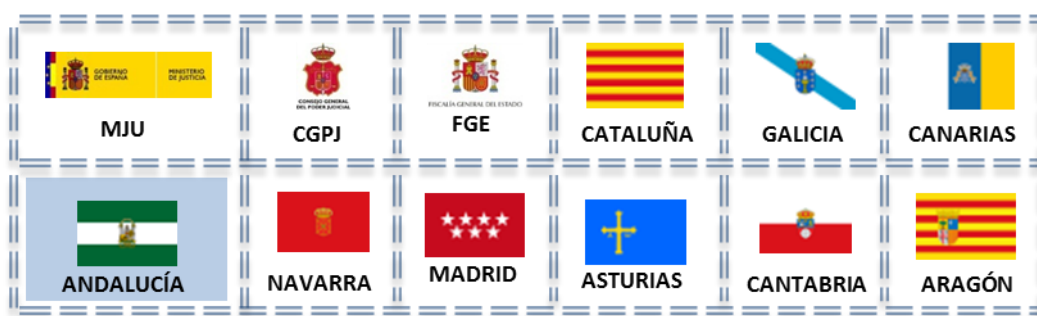 GOBIERNO
DE ESPAÑA
MINISTERIO
DE JUSTICIA
CONSEJO GENERAL
DEL PODER JUDICIAL
FISCALÍA GENERAL DEL ESTADO
MJU
CGPJ
FGE
CATALUÑA
GALICIA
CANARIAS
ANDALUCÍA
NAVARRA
MADRID
ASTURIAS
CANTABRIA
ARAGÓN